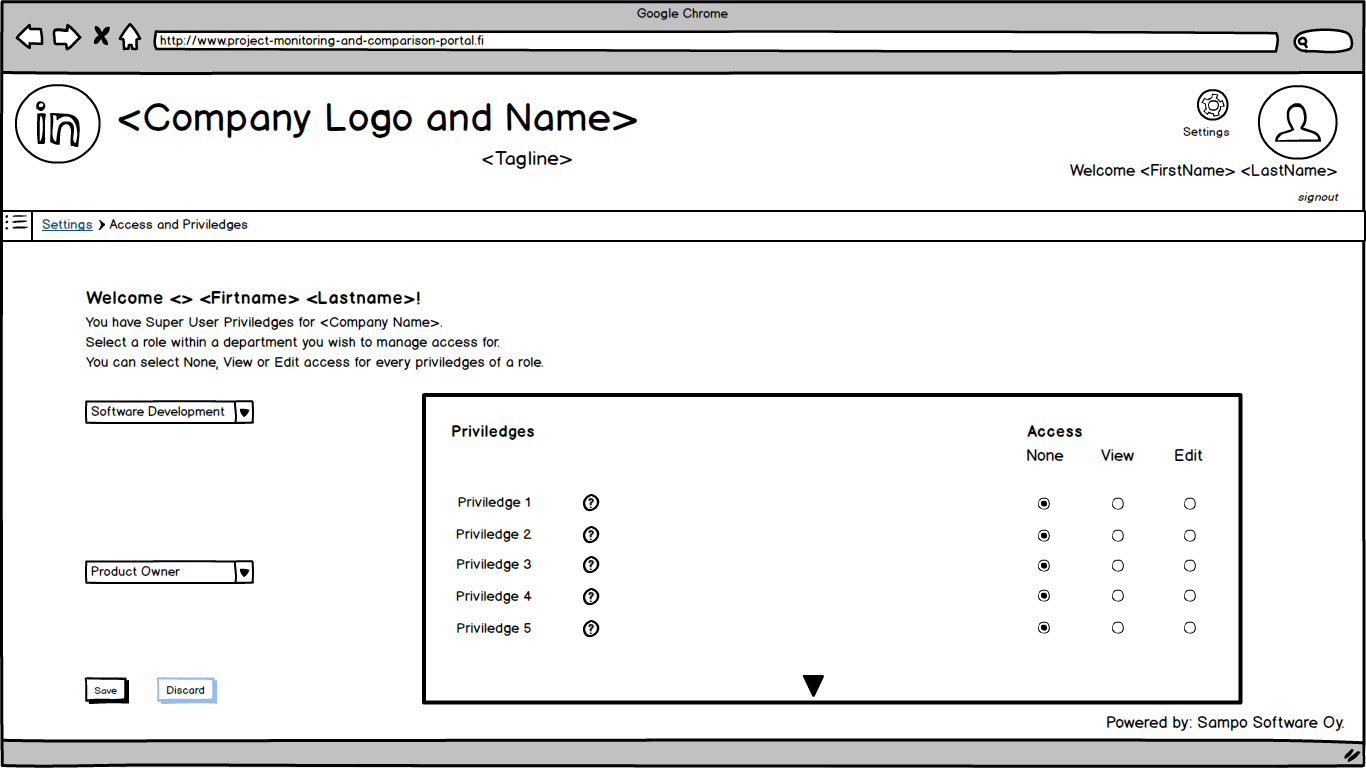 Google Chrome
http://www.project-monitoring-and-comparison-portal.fi
in
<Company Logo and Name>
<Tagline>
Settings
Welcome <FirstName> <LastName>
signout
Settings > Access and Priviledges
Welcome <> <Firtname> <Lastname>!
You have Super User Priviledges for <Company Name>.
Select a role within a department you wish to manage access for.
You can select None, View or Edit access for every priviledges of a role.
Software Development
Product Owner
Save
Discard
Priviledges
Access
None View Edit
Priviledge 1 ?
Priviledge 2 ?
Priviledge 3 ?
Priviledge 4 ?
Priviledge 5 ?
Powered by: Sampo Software Oy.